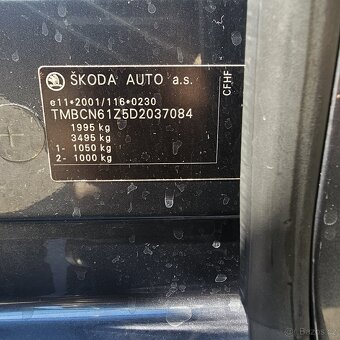 ŠKODA AUTO a.s.
e11*2001/116*0230
TMBCN61Z5D2037084
1995 kg
3495 kg
1- 1050 kg
2- 1000 kg
CFHF